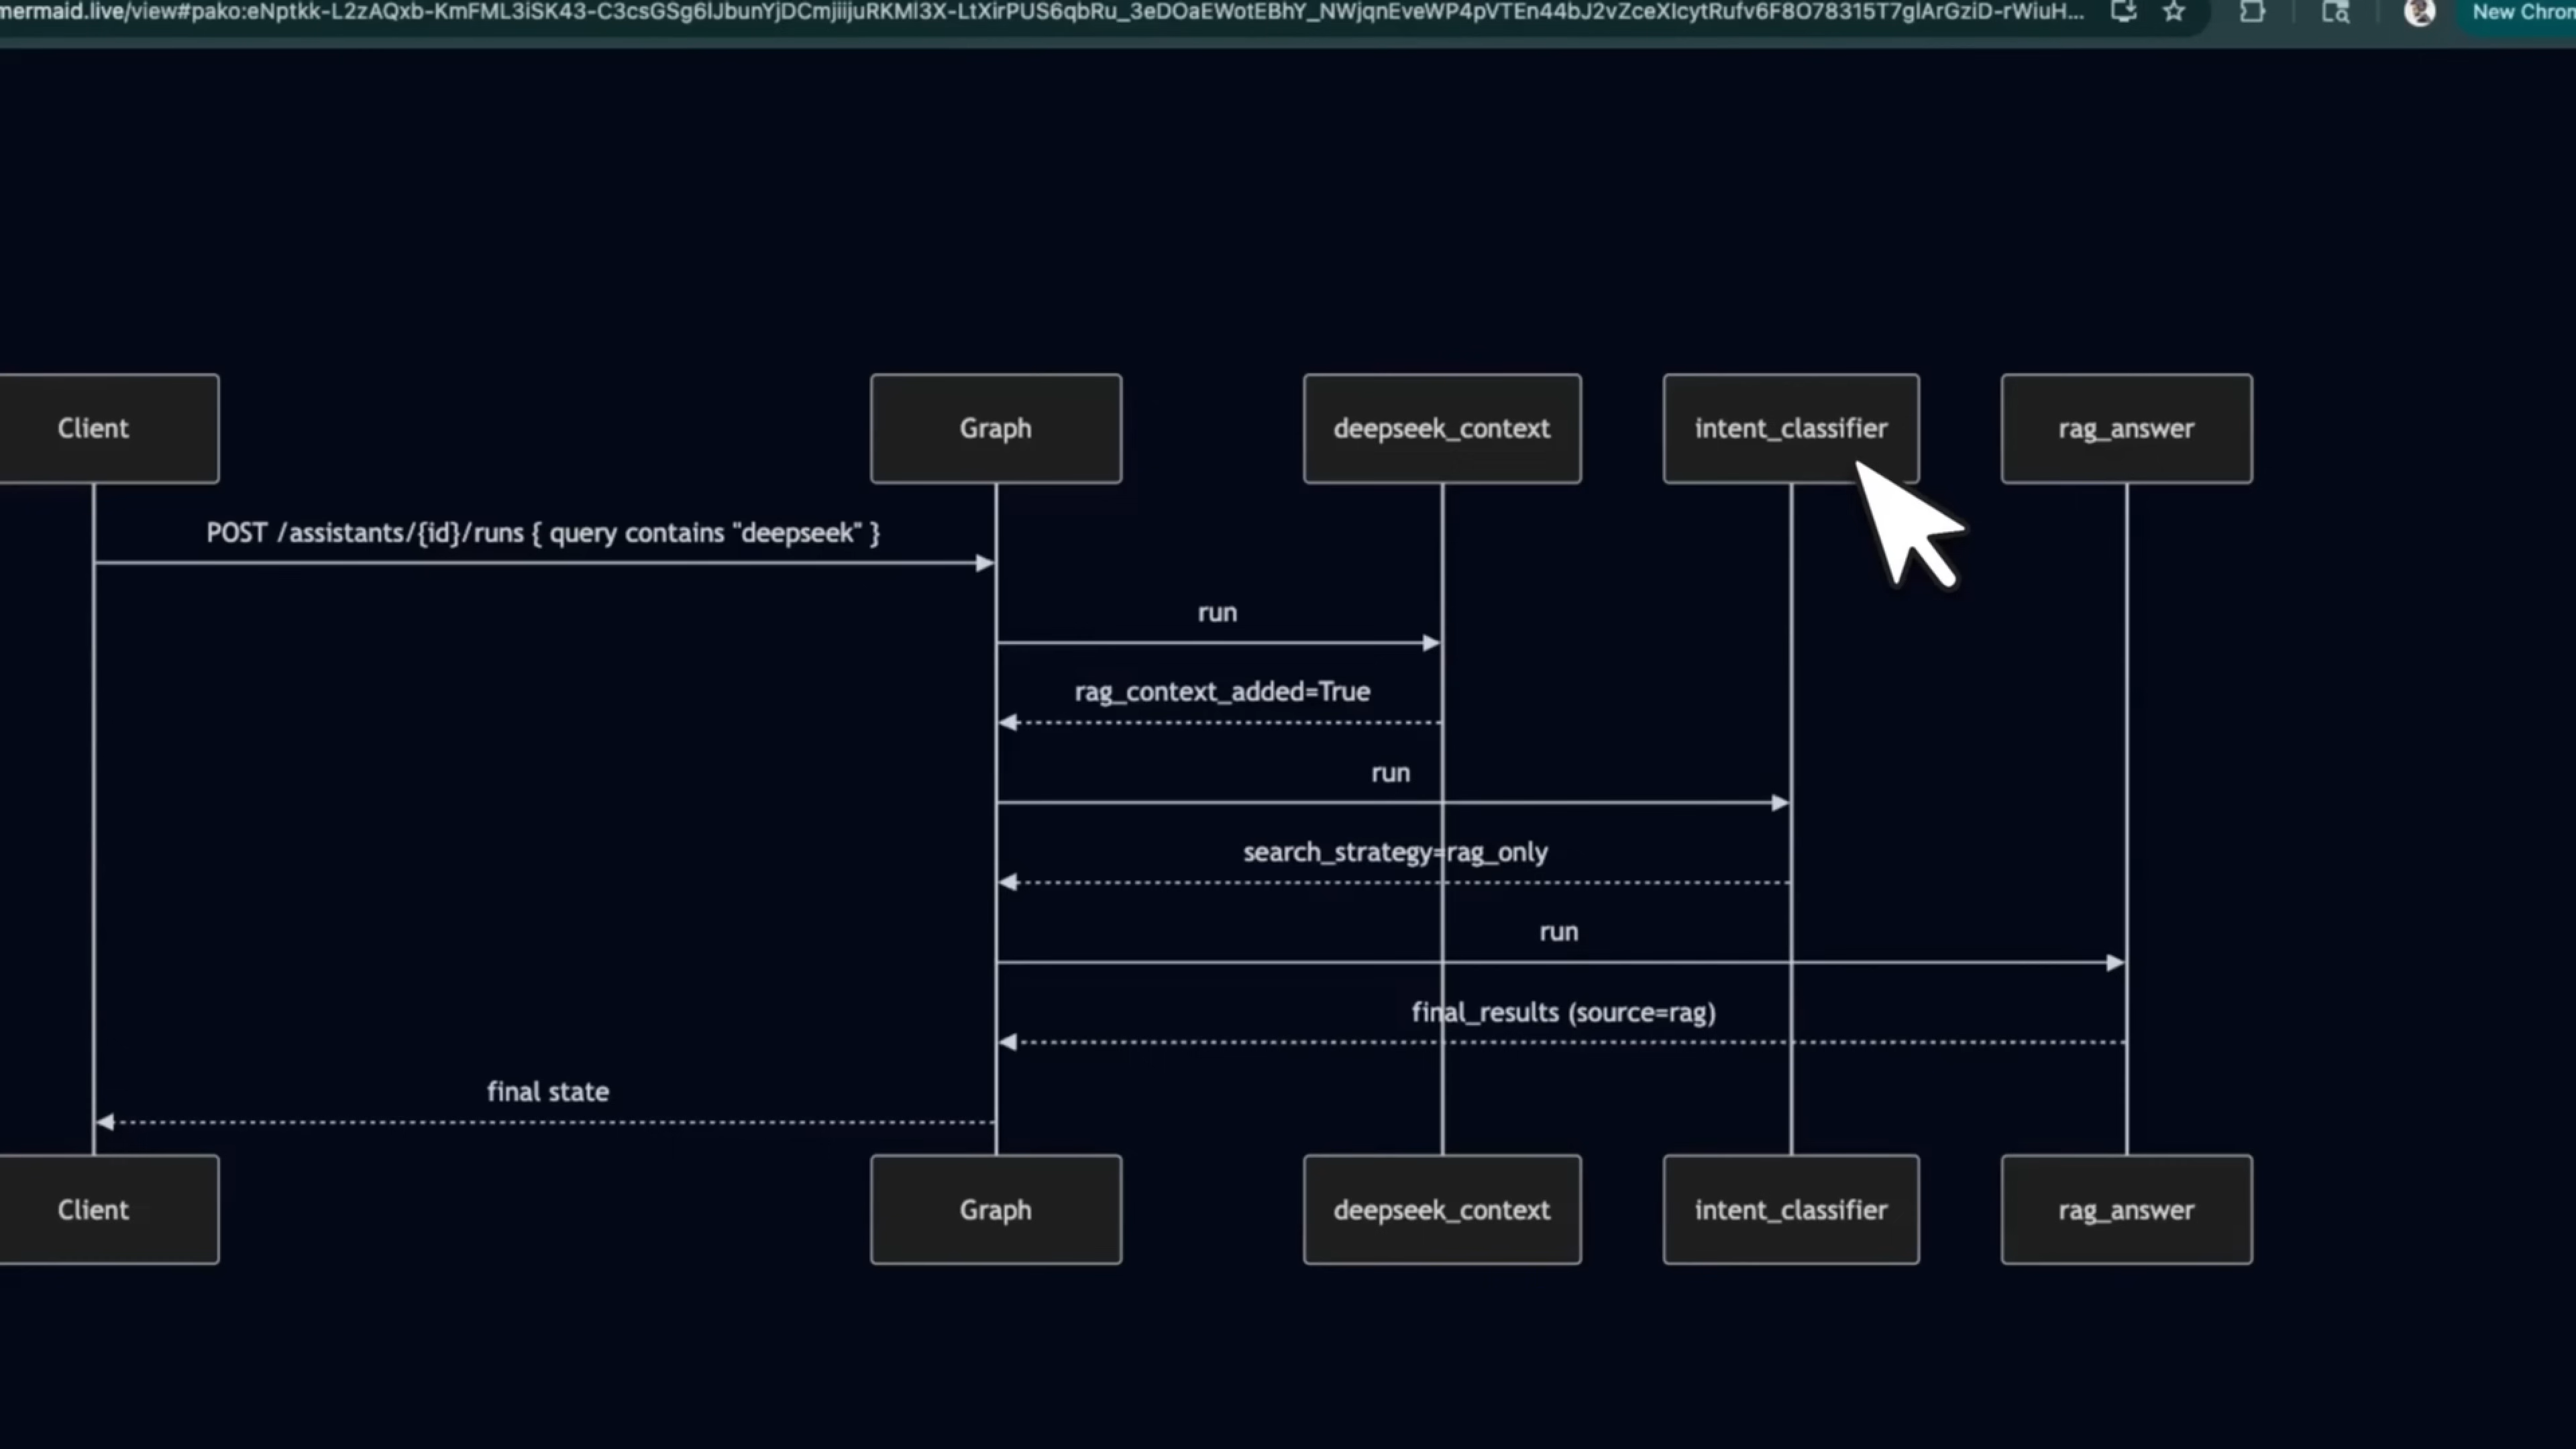 mermaid.live/view#pako:eNptkk-L2zAQxb-KmFML3iSK43-C3csGSg6lJbunYjDCmjiijuRKMl3X-LtXirPUS6qbRu_3eDOaEWotEBhY_NWjqnEveWP4pVTEn44bJ2vZceXIcytRufv6F8O78315T7glArGziD-rWiuH...
New Chron
Client
Graph
deepseek_context
intent_classifier
rag_answer
POST /assistants/{id}/runs { query contains "deepseek" }
run
rag_context_added=True
run
search_strategy=rag_only
run
final_results (source=rag)
final state
Client
Graph
deepseek_context
intent_classifier
rag_answer